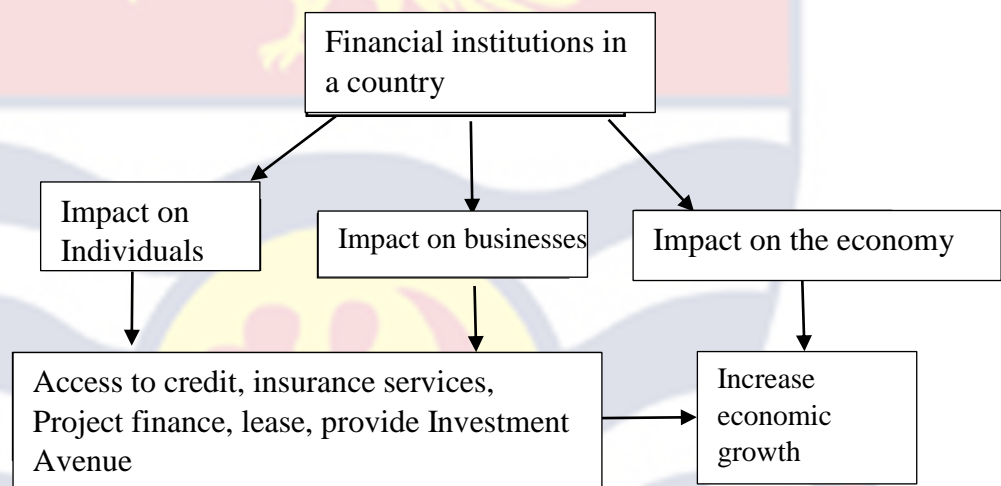 Financial institutions in
a country
Impact on
Individuals
Impact on businesses
Impact on the economy
Access to credit, insurance services,
Project finance, lease, provide Investment
Avenue
Increase
economic
growth